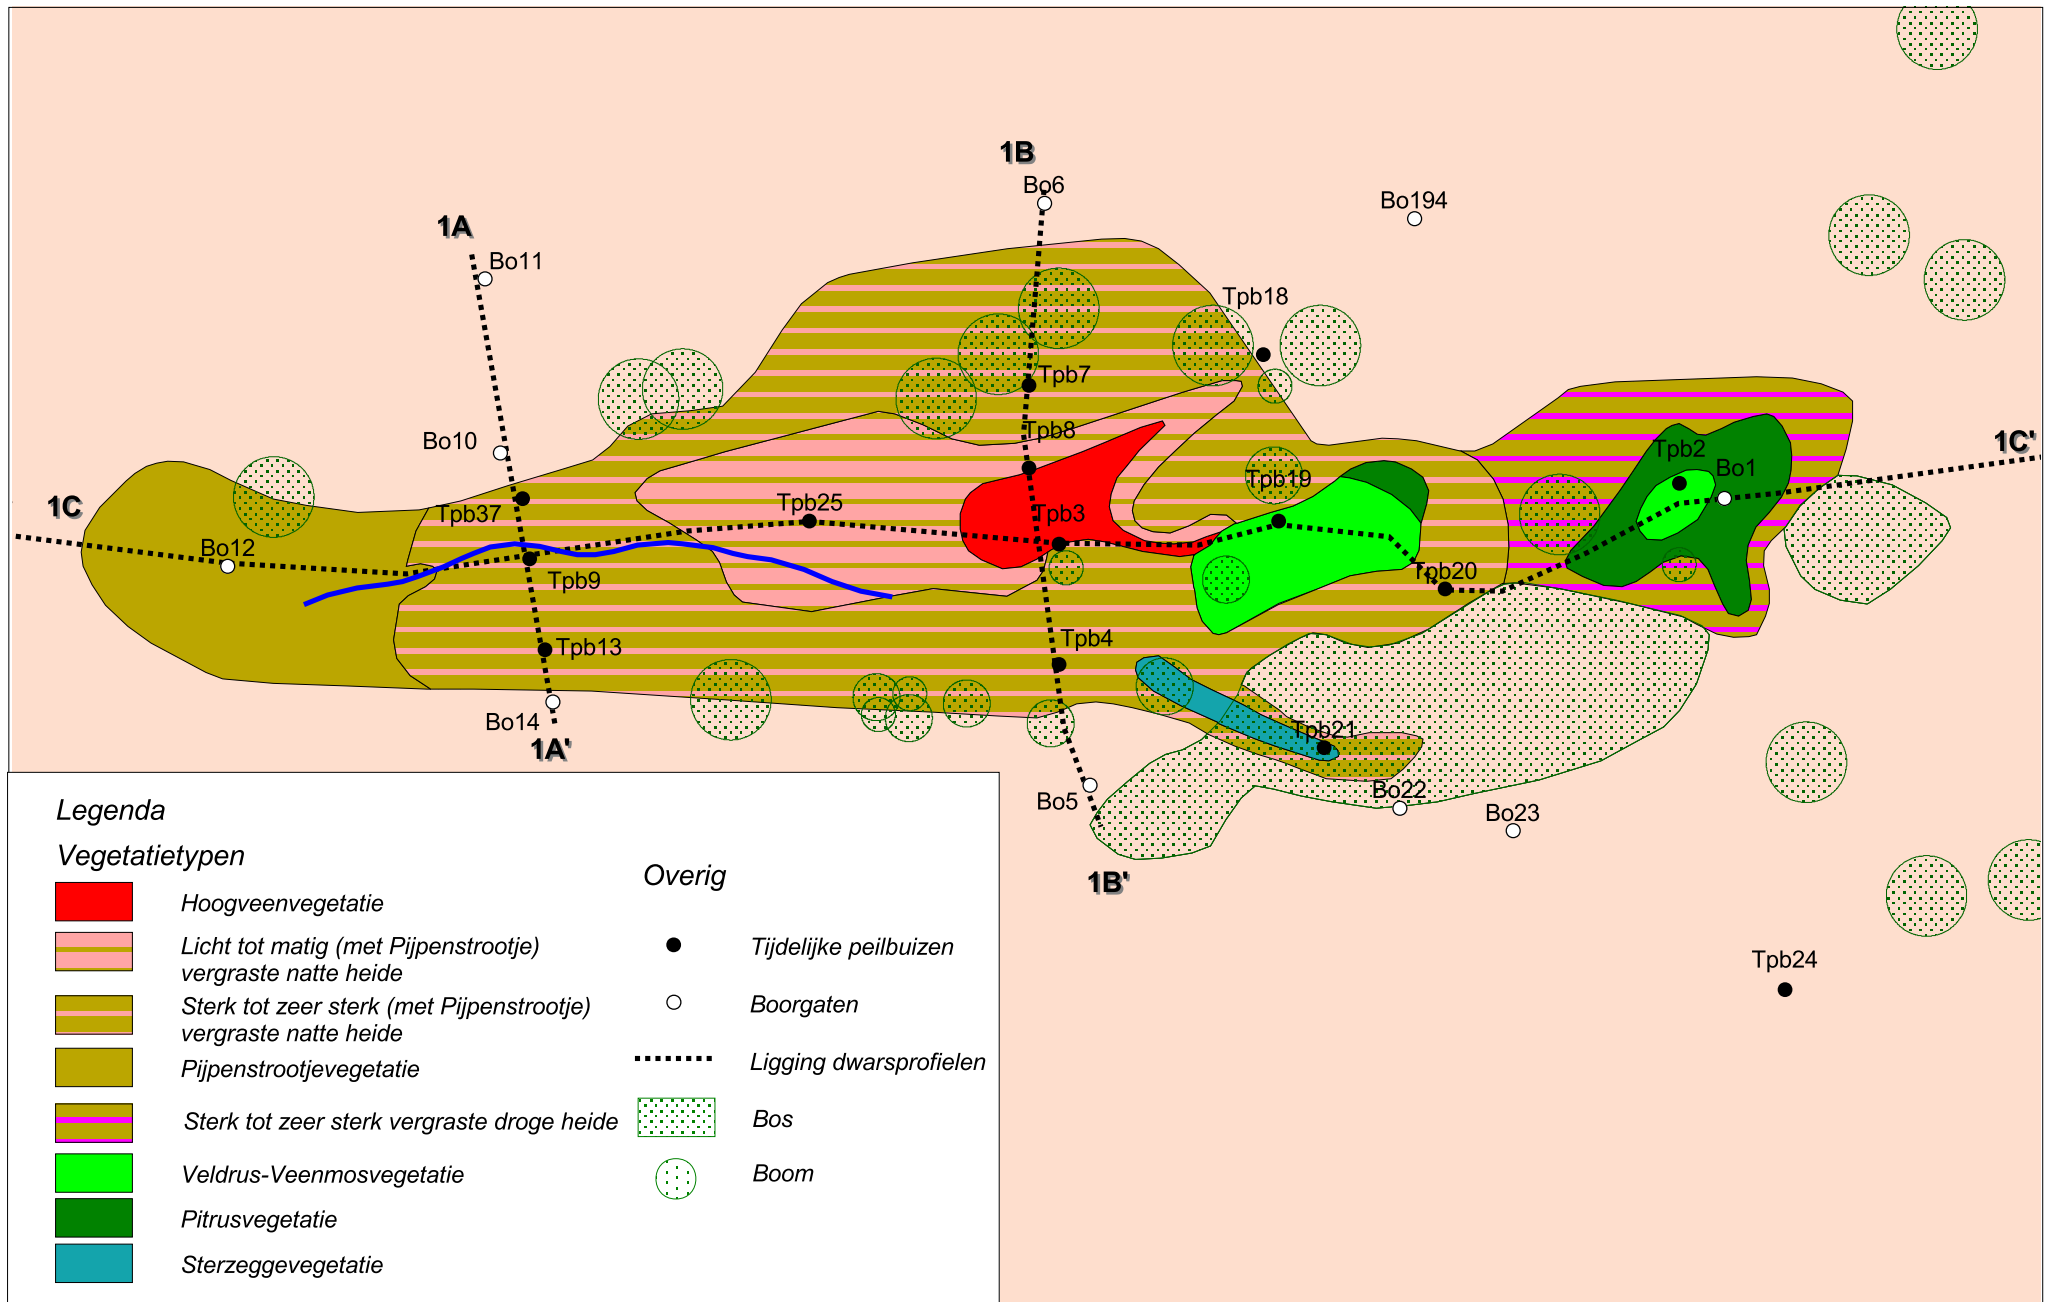 1B
Bo6
Bo194
1A
Bo11
Tpb18
Tpb7
Tpb8
Bo10
1C'
Tpb2
Bo1
Tpb19
1C
Tpb37
Tpb25
Tpb3
Bo12
Tpb9
Tpb20
Tpb13
Tpb4
Bo14
1A'
Tpb21
Bo5
Bo22
Bo23
1B'
Tpb24
Legenda
Vegetatietypen
Hoogveenvegetatie
Licht tot matig (met Pijpenstrootje)
vergraste natte heide
Sterk tot zeer sterk (met Pijpenstrootje)
vergraste natte heide
Pijpenstrootjevegetatie
Sterk tot zeer sterk vergraste droge heide
Veldrus-Veenmosvegetatie
Pitrusvegetatie
Sterzeggevegetatie
Overig
Tijdelijke peilbuizen
Boorgaten
Ligging dwarsprofielen
Bos
Boom